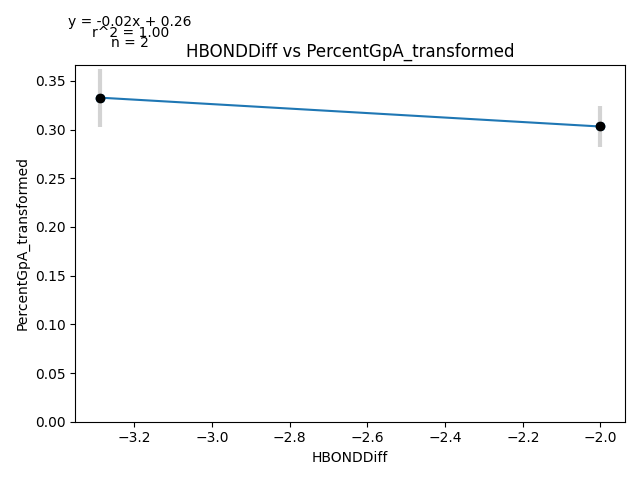 y = -0.02x + 0.26
r^2 = 1.00
n = 2
HBONDDiff vs PercentGpA_transformed
PercentGpA_transformed
0.35
0.30
0.25
0.20
0.15
0.10
0.05
0.00
−3.2 −3.0 −2.8 −2.6 −2.4 −2.2 −2.0
HBONDDiff